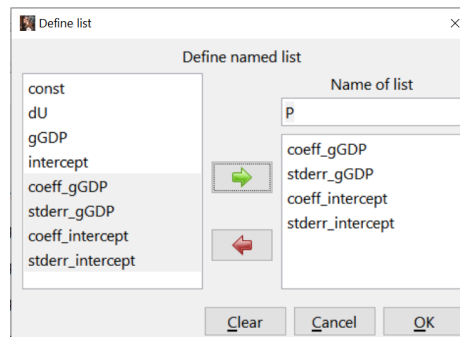 Define list
Define named list
const
dU
gGDP
intercept
coeff_gGDP
stderr_gGDP
coeff_intercept
stderr_intercept
Name of list
P
coeff_gGDP
stderr_gGDP
coeff_intercept
stderr_intercept
Clear
Cancel
OK